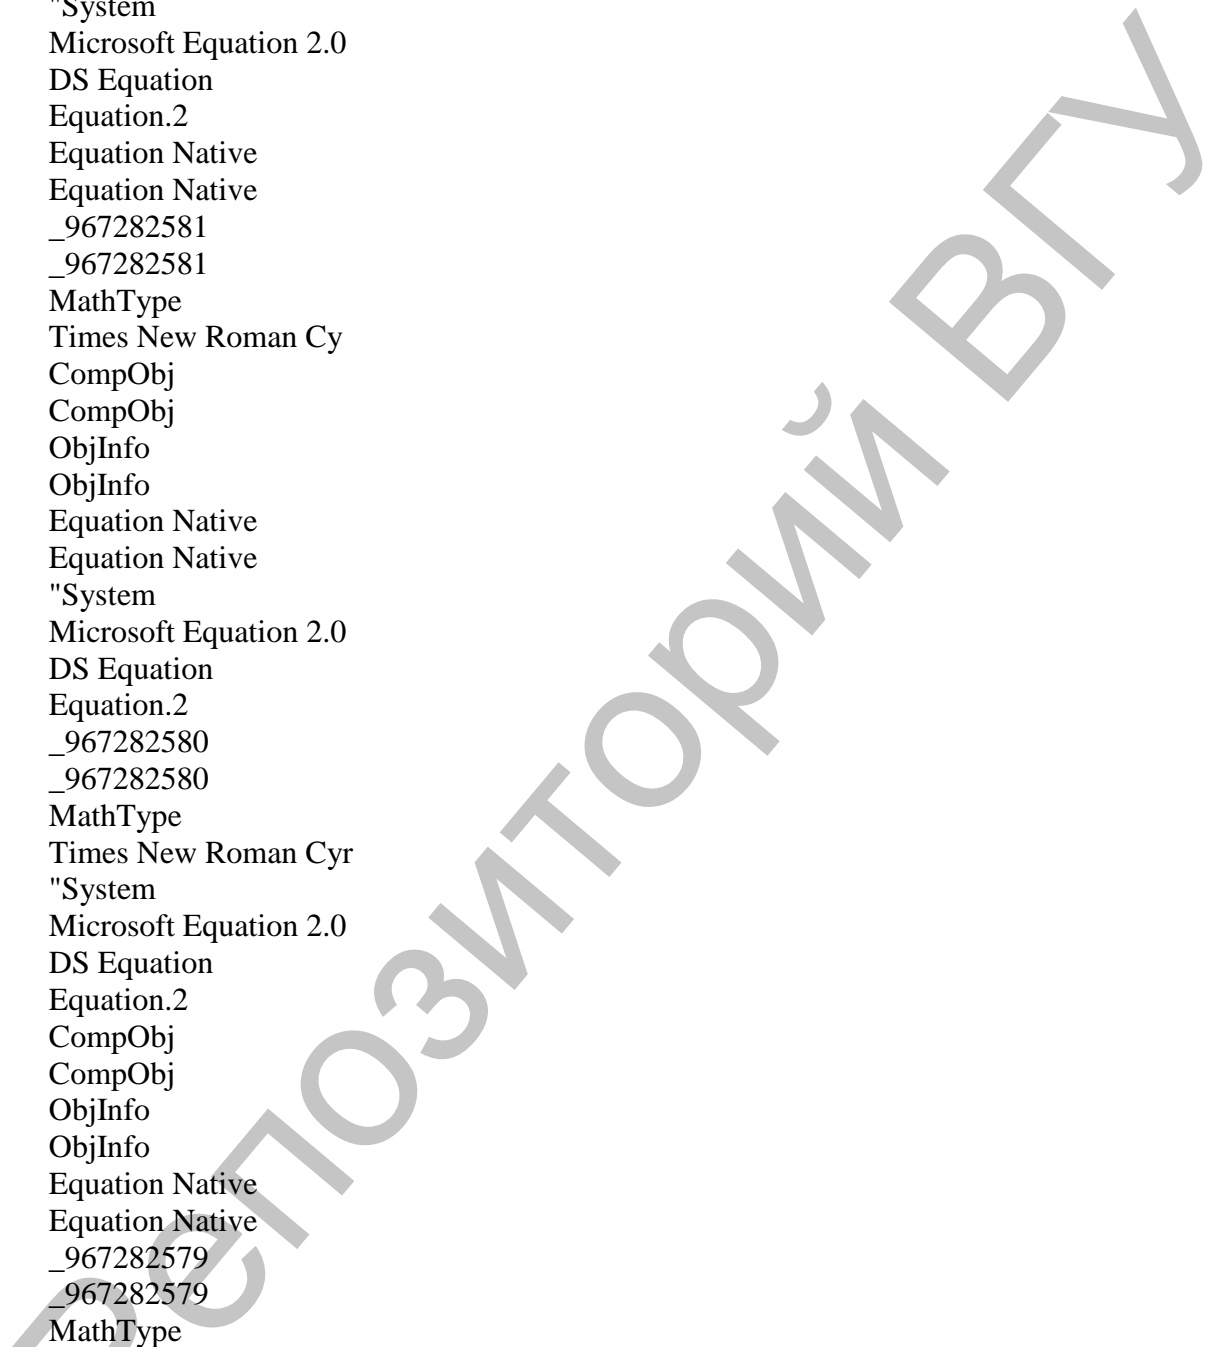 "System
Microsoft Equation 2.0
DS Equation
Equation.2
Equation Native
Equation Native
_967282581
_967282581
MathType
Times New Roman Cy
CompObj
CompObj
ObjInfo
ObjInfo
Equation Native
Equation Native
"System
Microsoft Equation 2.0
DS Equation
Equation.2
_967282580
_967282580
MathType
Times New Roman Cyr
"System
Microsoft Equation 2.0
DS Equation
Equation.2
CompObj
CompObj
ObjInfo
ObjInfo
Equation Native
Equation Native
_967282579
_967282579
MathType
Репозиторий ВГУ